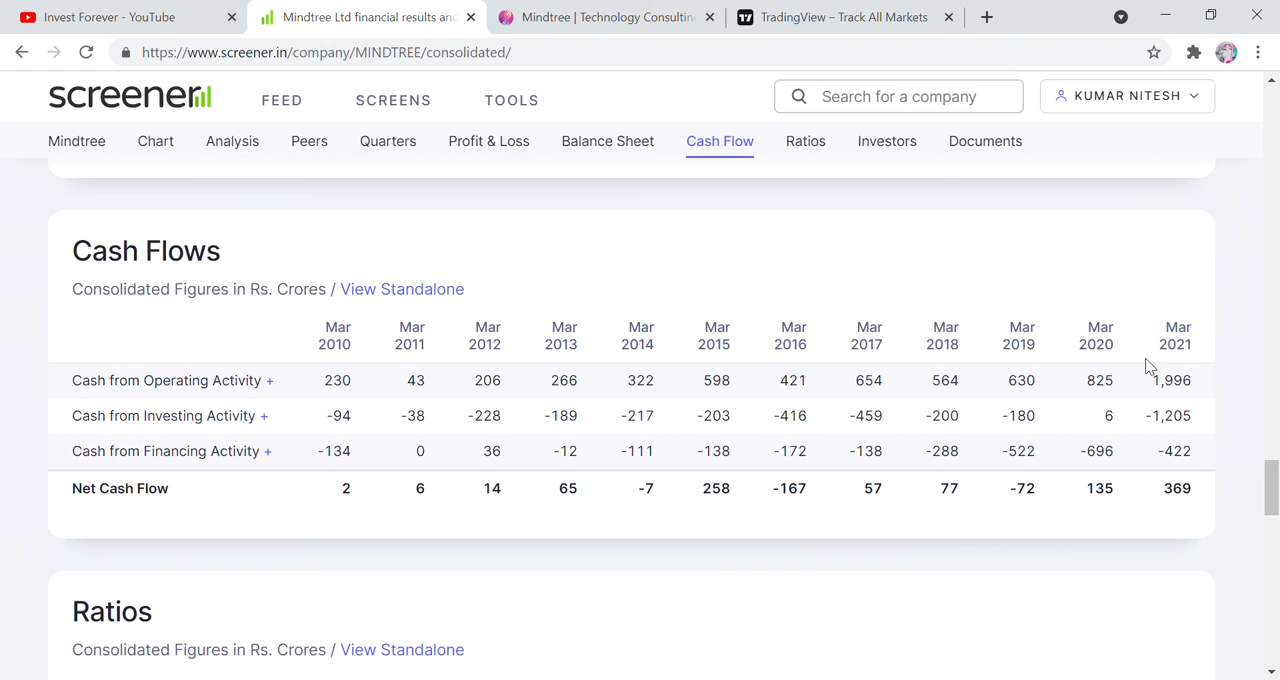 Invest Forever - YouTube
Mindtree Ltd financial results and
Mindtree | Technology Consulting
TradingView – Track All Markets
https://www.screener.in/company/MINDTREE/consolidated/
screener
FEED SCREENS TOOLS
Search for a company
KUMAR NITESH
Mindtree Chart Analysis Peers Quarters Profit & Loss Balance Sheet Cash Flow Ratios Investors Documents
Cash Flows
Consolidated Figures in Rs. Crores / View Standalone
Mar 2010 Mar 2011 Mar 2012 Mar 2013 Mar 2014 Mar 2015 Mar 2016 Mar 2017 Mar 2018 Mar 2019 Mar 2020 Mar 2021
Cash from Operating Activity + 230 43 206 266 322 598 421 654 564 630 825 1,996
Cash from Investing Activity + -94 -38 -228 -189 -217 -203 -416 -459 -200 -180 6 -1,205
Cash from Financing Activity + -134 0 36 -12 -111 -138 -172 -138 -288 -522 -696 -422
Net Cash Flow 2 6 14 65 -7 258 -167 57 77 -72 135 369
Ratios
Consolidated Figures in Rs. Crores / View Standalone